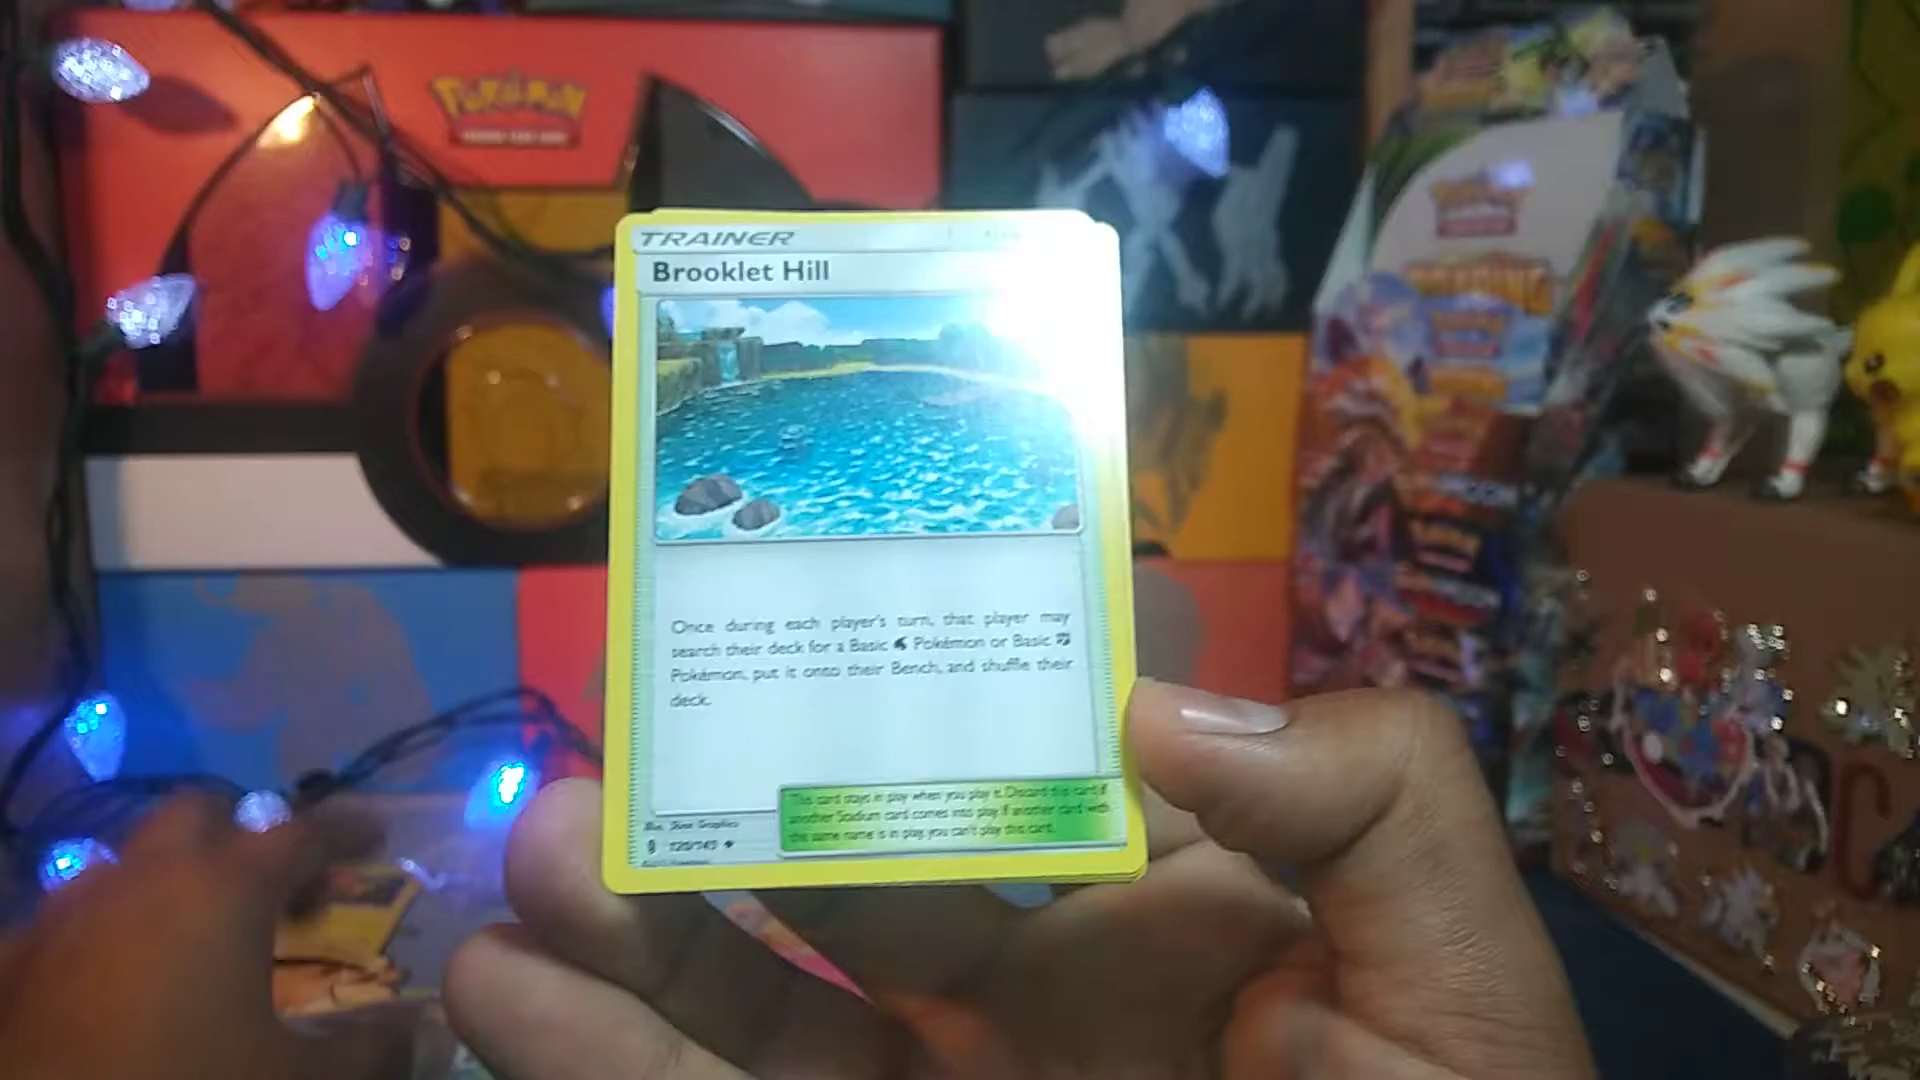 POKéMON
TRAINER
Brooklet Hill
Once during each player's turn, that player may
search their deck for a Basic Pokémon or Basic
Pokémon, put it onto their Bench, and shuffle their
deck.
This card stays in play when you play it. Discard this card if
another Stadium card comes into play. If another card with
the same name is in play, you can't play this card.